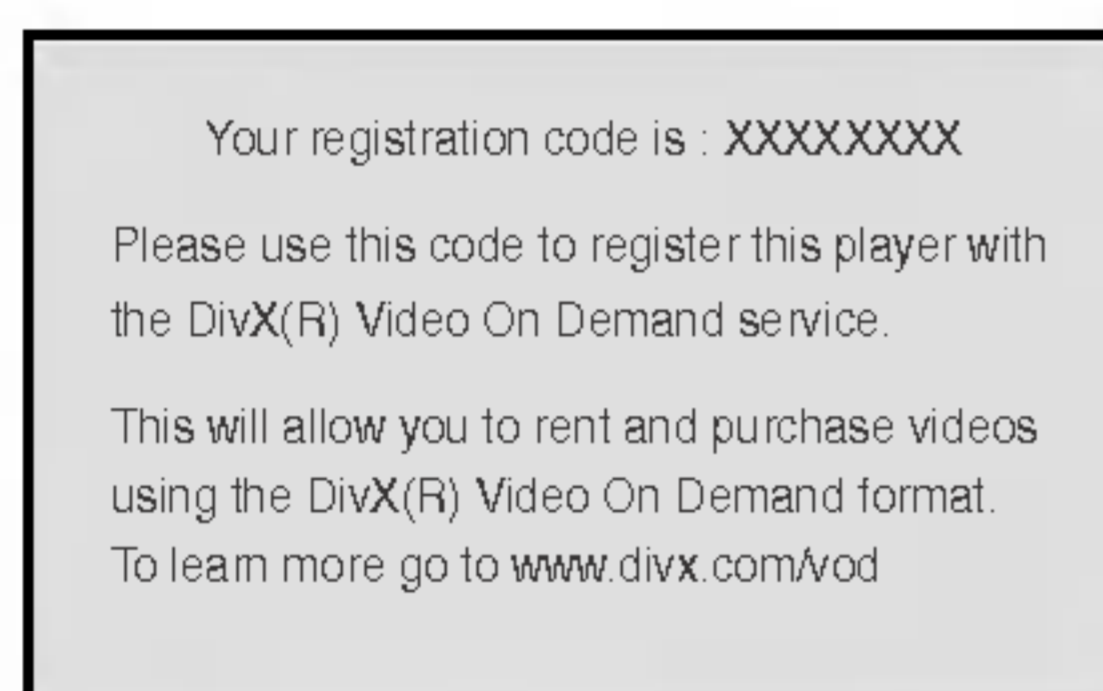 Your registration code is : XXXXXXXX
Please use this code to register this player with
the DivX(R) Video On Demand service.
This will allow you to rent and purchase videos
using the DivX(R) Video On Demand format.
To learn more go to www.divx.com/vod